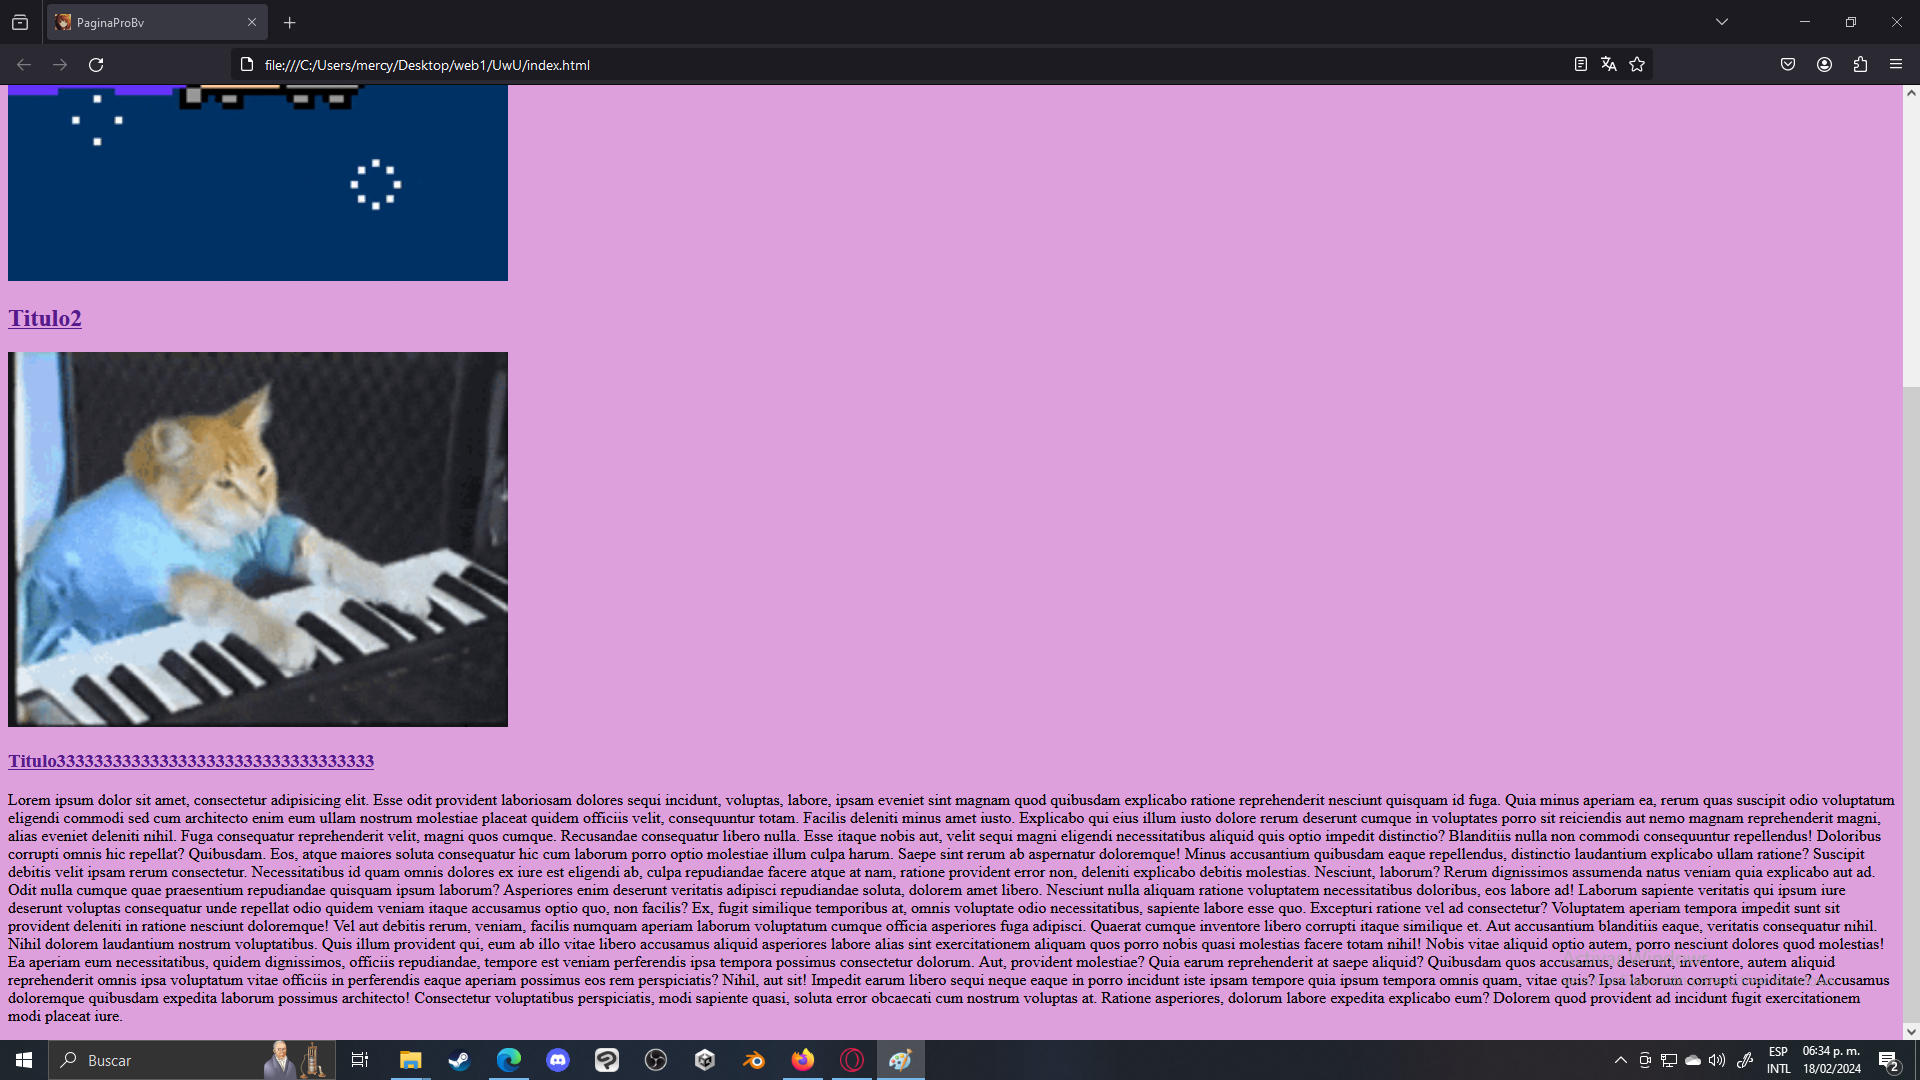 PaginaProBv
file:///C:/Users/mercy/Desktop/web1/UwU/index.html
Titulo2
Titulo3333333333333333333333333333333333
Lorem ipsum dolor sit amet, consectetur adipisicing elit. Esse odit provident laboriosam dolores sequi incidunt, voluptas, labore, ipsam eveniet sint magnam quod quibusdam explicabo ratione reprehenderit nesciunt quisquam id fuga. Quia minus aperiam ea, rerum quas suscipit odio voluptatum
eligendi commodi sed cum architecto enim eum ullam nostrum molestiae placeat quidem officiis velit, consequuntur totam. Facilis deleniti minus amet iusto. Explicabo qui eius illum iusto dolore rerum deserunt cumque in voluptates porro sit reiciendis aut nemo magnam reprehenderit magni,
alias eveniet deleniti nihil. Fuga consequatur reprehenderit velit, magni quos cumque. Recusandae consequatur libero nulla. Esse itaque nobis aut, velit sequi magni eligendi necessitatibus aliquid quis optio impedit distinctio? Blanditiis nulla non commodi consequuntur repellendus! Doloribus
corrupti omnis hic repellat? Quibusdam. Eos, atque maiores soluta consequatur hic cum laborum porro optio molestiae illum culpa harum. Saepe sint rerum ab aspernatur doloremque! Minus accusantium quibusdam eaque repellendus, distinctio laudantium explicabo ullam ratione? Suscipit
debitis velit ipsam rerum consectetur. Necessitatibus id quam omnis dolores ex iure est eligendi ab, culpa repudiandae facere atque at nam, ratione provident error non, deleniti explicabo debitis molestias. Nesciunt, laborum? Rerum dignissimos assumenda natus veniam quia explicabo aut ad.
Odit nulla cumque quae praesentium repudiandae quisquam ipsum laborum? Asperiores enim deserunt veritatis adipisci repudiandae soluta, dolorem amet libero. Nesciunt nulla aliquam ratione voluptatem necessitatibus doloribus, eos labore ad! Laborum sapiente veritatis qui ipsum iure
deserunt voluptas consequatur unde repellat odio quidem veniam itaque accusamus optio quo, non facilis? Ex, fugit similique temporibus at, omnis voluptate odio necessitatibus, sapiente labore esse quo. Excepturi ratione vel ad consectetur? Voluptatem aperiam tempora impedit sunt sit
provident deleniti in ratione nesciunt doloremque! Vel aut debitis rerum, veniam, facilis numquam aperiam laborum voluptatum cumque officia asperiores fuga adipisci. Quaerat cumque inventore libero corrupti itaque similique et. Aut accusantium blanditiis eaque, veritatis consequatur nihil.
Nihil dolorem laudantium nostrum voluptatibus. Quis illum provident qui, eum ab illo vitae libero accusamus aliquid asperiores labore alias sint exercitationem aliquam quos porro nobis quasi molestias facere totam nihil! Nobis vitae aliquid optio autem, porro nesciunt dolores quod molestias!
Ea aperiam eum necessitatibus, quidem dignissimos, officiis repudiandae, tempore est veniam perferendis ipsa tempora possimus consectetur dolorum. Aut, provident molestiae? Quia earum reprehenderit at saepe aliquid? Quibusdam quos accusamus, deserunt, inventore, autem aliquid
reprehenderit omnis ipsa voluptatum vitae officiis in perferendis eaque aperiam possimus eos rem perspiciatis? Nihil, aut sit! Impedit earum libero sequi neque eaque in porro incidunt iste ipsam tempore quia ipsum tempora omnis quam, vitae quis? Ipsa laborum corrupti cupiditate? Accusamus
doloremque quibusdam expedita laborum possimus architecto! Consectetur voluptatibus perspiciatis, modi sapiente quasi, soluta error obcaecati cum nostrum voluptas at. Ratione asperiores, dolorum labore expedita explicabo eum? Dolorem quod provident ad incidunt fugit exercitationem
modi placeat iure.
Activar Windows
Buscar
ESP
INTL
06:34 p. m.
18/02/2024
2